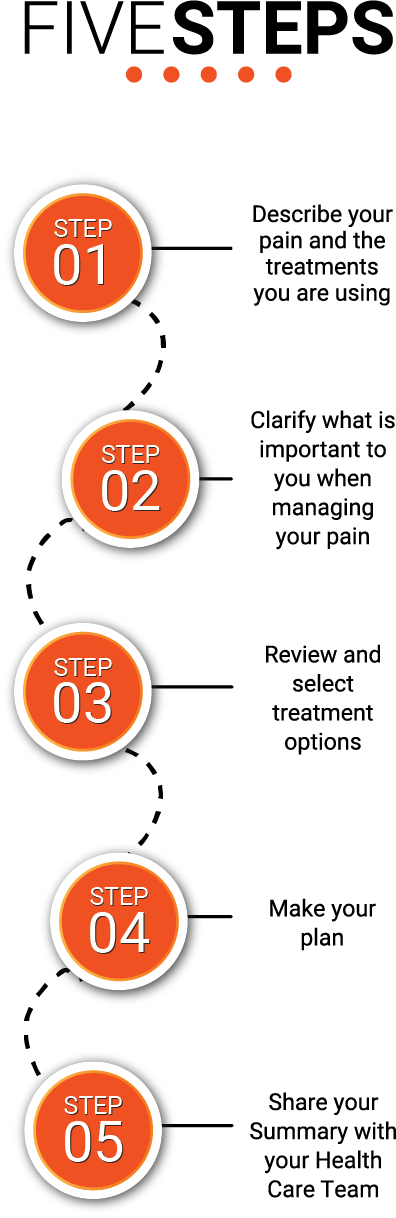 FIVESTEPS
STEP
01
Describe your
pain and the
treatments
you are using
STEP
02
Clarify what is
important to
you when
managing
your pain
STEP
03
Review and
select
treatment
options
STEP
04
Make your
plan
STEP
05
Share your
Summary with
your Health
Care Team